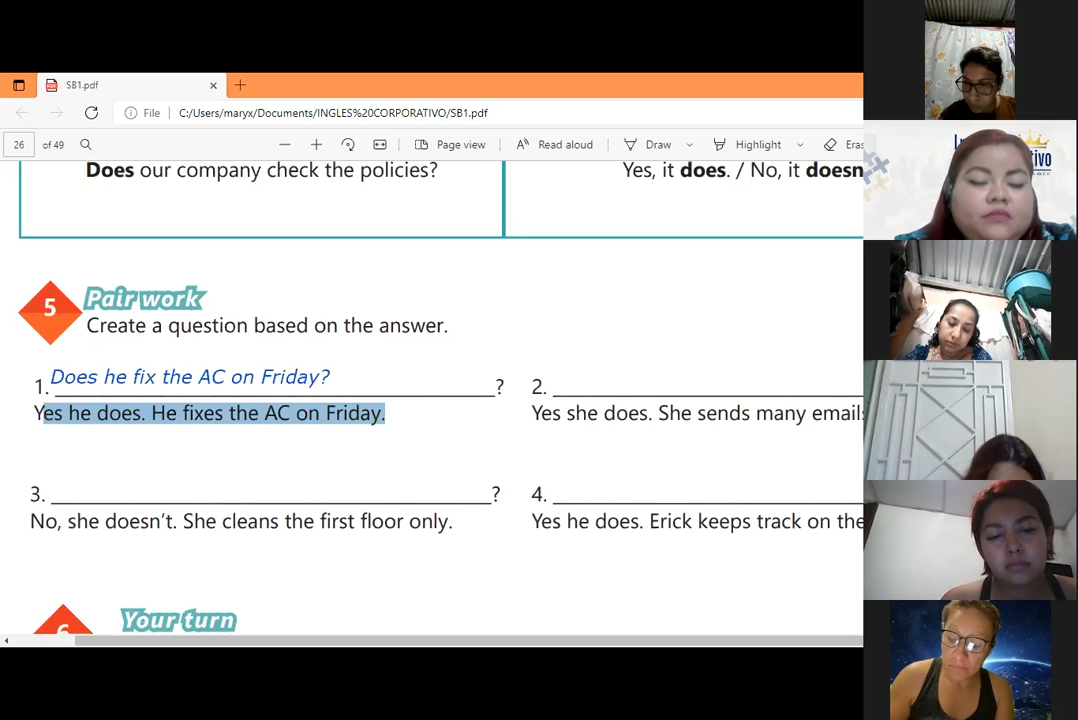 SB1.pdf
File C:/Users/maryx/Documents/INGLES%20CORPORATIVO/SB1.pdf
26 of 49 Page view Read aloud Draw Highlight Eras
Does our company check the policies? Yes, it does. / No, it doesn
5 Pair work
Create a question based on the answer.
1. Does he fix the AC on Friday? ? 2.
Yes he does. He fixes the AC on Friday. Yes she does. She sends many email
3. ? 4.
No, she doesn't. She cleans the first floor only. Yes he does. Erick keeps track on the
6 Your turn